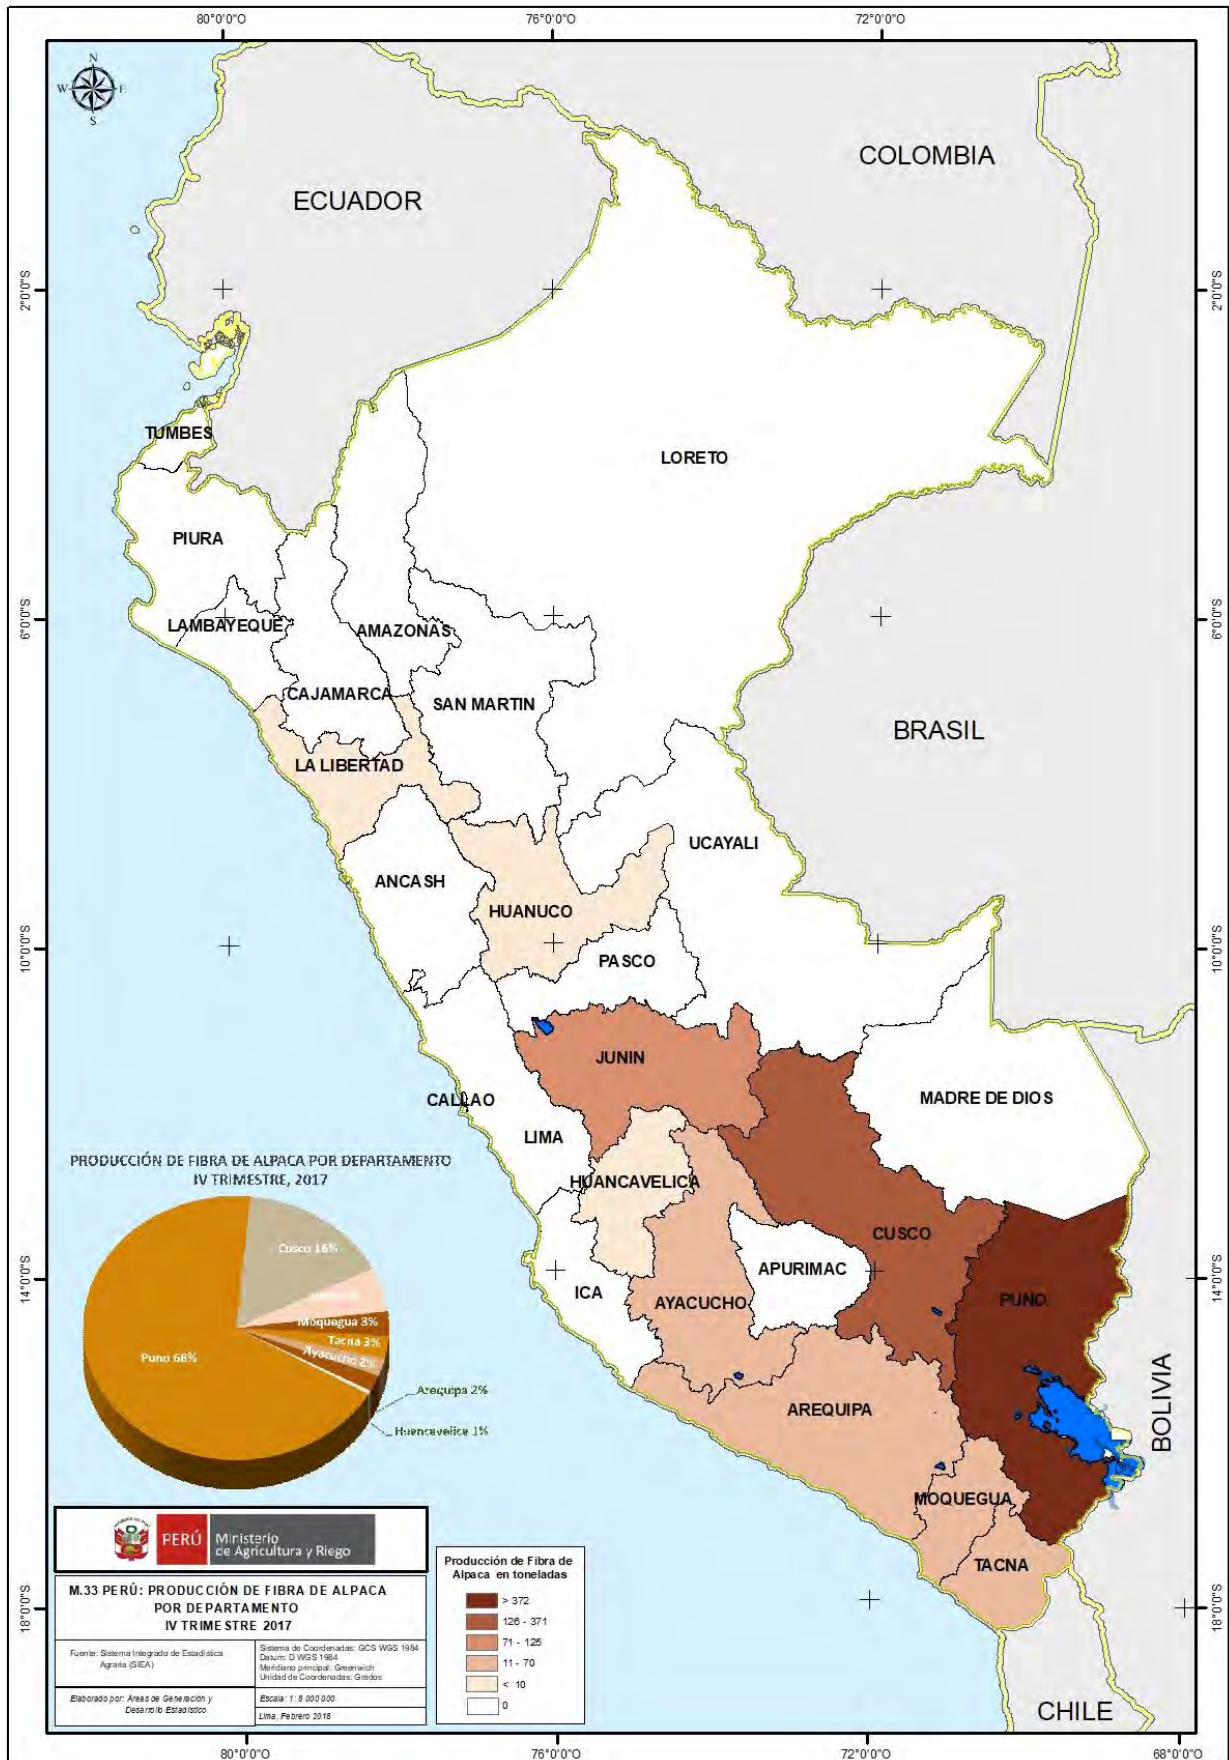 80°0'0"O
76°0'0"O
72°0'0"O
N
W
E
S
COLOMBIA
ECUADOR
2°0'0"S
2°0'0"S
TUMBES
LORETO
PIURA
6°0'0"S
LAMBAYEQUE
AMAZONAS
6°0'0"S
CAJAMARCA
SAN MARTIN
BRASIL
LA LIBERTAD
UCAYALI
ANCASH
HUANUCO
10°0'0"S
PASCO
10°0'0"S
JUNIN
MADRE DE DIOS
CALLAO
LIMA
PRODUCCIÓN DE FIBRA DE ALPACA POR DEPARTAMENTO
IV TRIMESTRE, 2017
HUANCAVELICA
CUSCO
Cusco 16%
APURIMAC
14°0'0"S
ICA
AYACUCHO
PUNO
14°0'0"S
Moquegua 3%
Tacna 3%
Ayacucho 2%
Puno 68%
Arequipa 2%
Huancavelica 1%
AREQUIPA
BOLIVIA
MOQUEGUA
TACNA
PERÚ
Ministerio
de Agricultura y Riego
Producción de Fibra de
Alpaca en toneladas
> 372
126 - 371
71 - 125
11 - 70
< 10
0
M.33 PERÚ: PRODUCCIÓN DE FIBRA DE ALPACA
POR DEPARTAMENTO
IV TRIMESTRE 2017
18°0'0"S
18°0'0"S
Fuente: Sistema Integrado de Estadística
Agraria (SIEA)
Sistema de Coordenadas: GCS WGS 1984
Datum: D WGS 1984
Meridiano principal: Greenwich
Unidad de Coordenadas: Grados
Elaborado por: Áreas de Generación y
Desarrollo Estadístico
Escala: 1: 8 000 000
Lima, Febrero 2018
CHILE
80°0'0"O
76°0'0"O
72°0'0"O
68°0'0"O